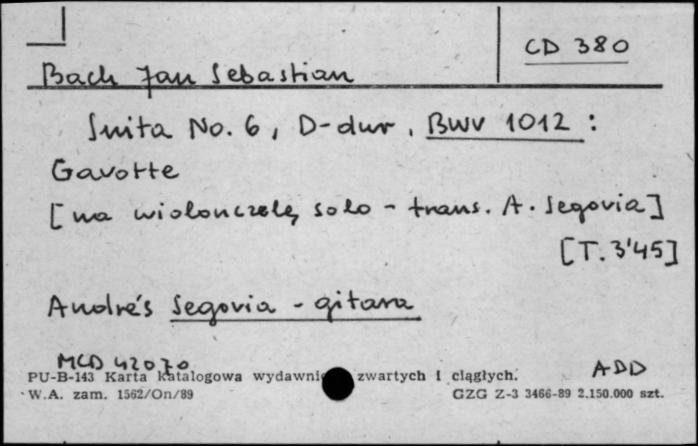 CD 380
Bach Jan Sebastian
Suita No. 6, D-dur, BWV 1012:
Gavotte
[na wiolonczelę solo - trans. A. Segovia]
[T. 3'45]
Andrés Segovia - gitara
MCD 42070
ADD
PU-B-143 Karta katalogowa wydawnic zwartych i ciągłych.
W.A. zam. 1562/On/89 GZG Z-3 3466-89 2.150.000 szt.